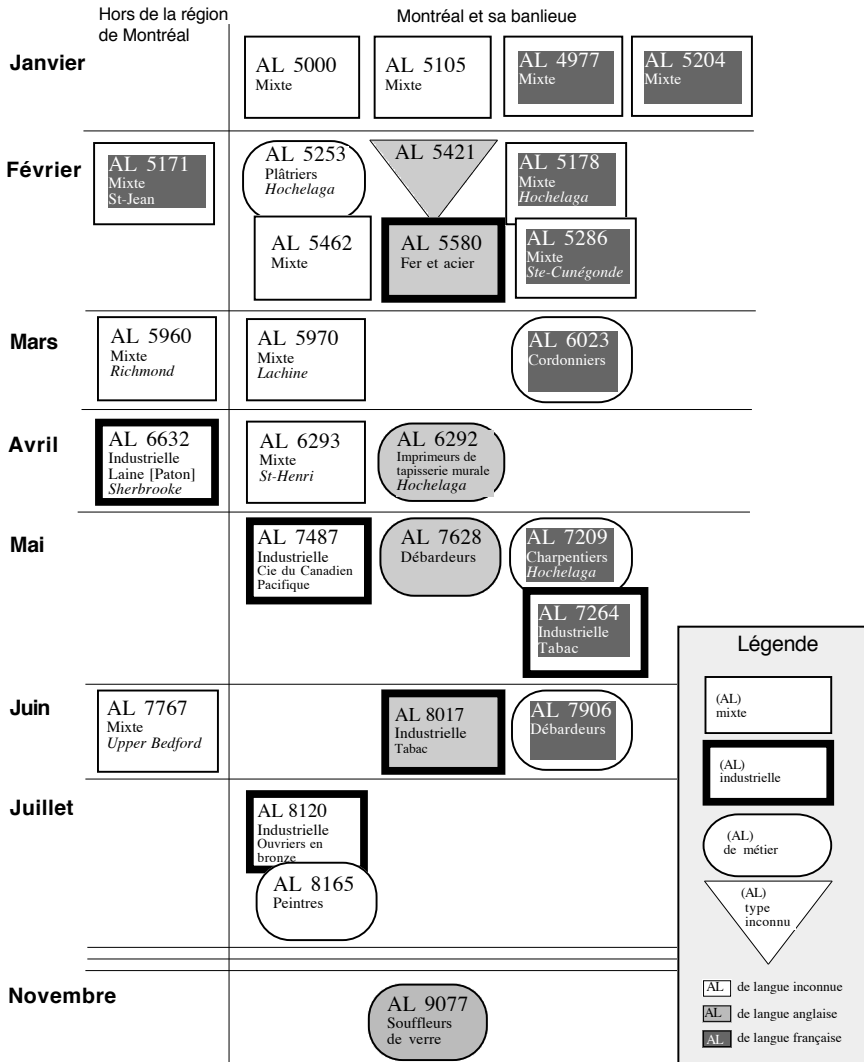 Hors de la région
de Montréal
Montréal et sa banlieue
Janvier
AL 5000
Mixte
AL 5105
Mixte
AL 4977
Mixte
AL 5204
Mixte
Février
AL 5171
Mixte
St-Jean
AL 5253
Plâtriers
Hochelaga
AL 5421
AL 5178
Mixte
Hochelaga
AL 5462
Mixte
AL 5580
Fer et acier
AL 5286
Mixte
Ste-Cunégonde
Mars
AL 5960
Mixte
Richmond
AL 5970
Mixte
Lachine
AL 6023
Cordonniers
Avril
AL 6632
Industrielle
Laine [Paton]
Sherbrooke
AL 6293
Mixte
St-Henri
AL 6292
Imprimeurs de
tapisserie murale
Hochelaga
Mai
AL 7487
Industrielle
Cie du Canadien
Pacifique
AL 7628
Débardeurs
AL 7209
Charpentiers
Hochelaga
AL 7264
Industrielle
Tabac
Juin
AL 7767
Mixte
Upper Bedford
AL 8017
Industrielle
Tabac
AL 7906
Débardeurs
Juillet
AL 8120
Industrielle
Ouvriers en
bronze
AL 8165
Peintres
Novembre
AL 9077
Souffleurs
de verre
Légende
(AL)
mixte
(AL)
industrielle
(AL)
de métier
(AL)
type
inconnu
AL de langue inconnue
AL de langue anglaise
AL de langue française